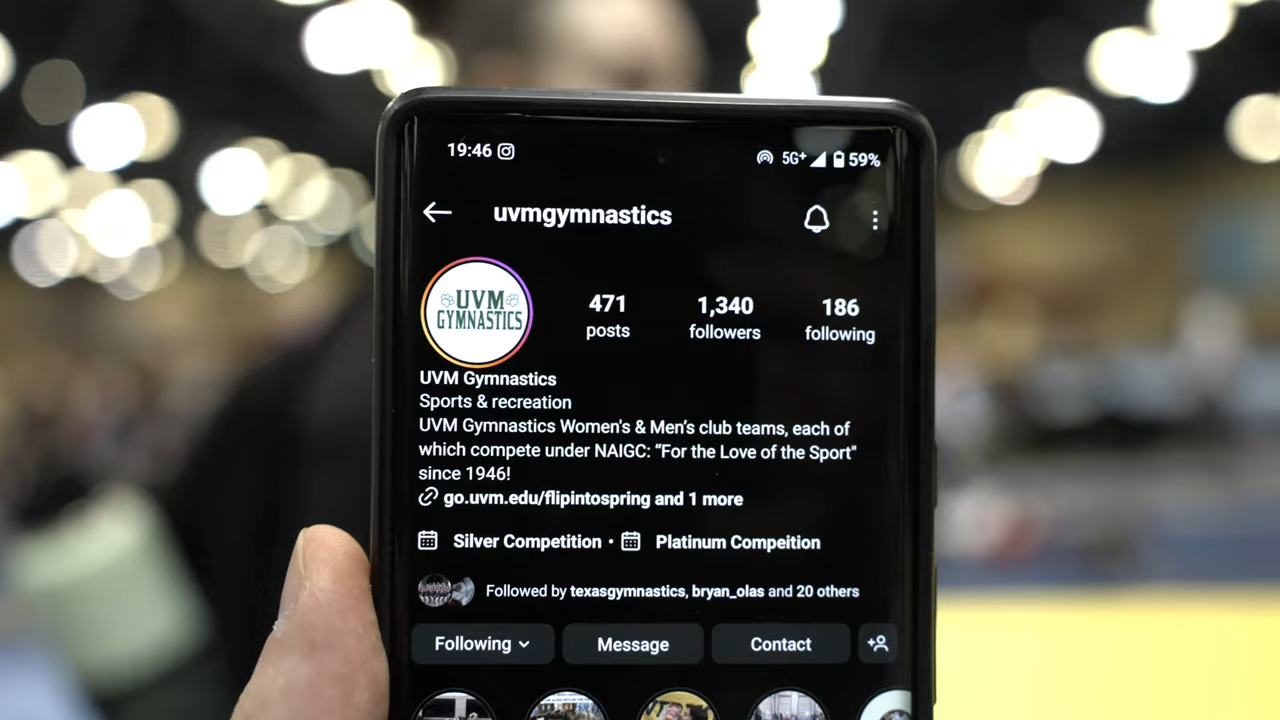 19:46 5G+ 59%
uvmgymnastics
UVM
GYMNASTICS
471 1,340 186
posts followers following
UVM Gymnastics
Sports & recreation
UVM Gymnastics Women's & Men's club teams, each of
which compete under NAIGC: “For the Love of the Sport"
since 1946!
go.uvm.edu/flipintospring and 1 more
Silver Competition • Platinum Compeition
Followed by texasgymnastics, bryan_olas and 20 others
Following Message Contact